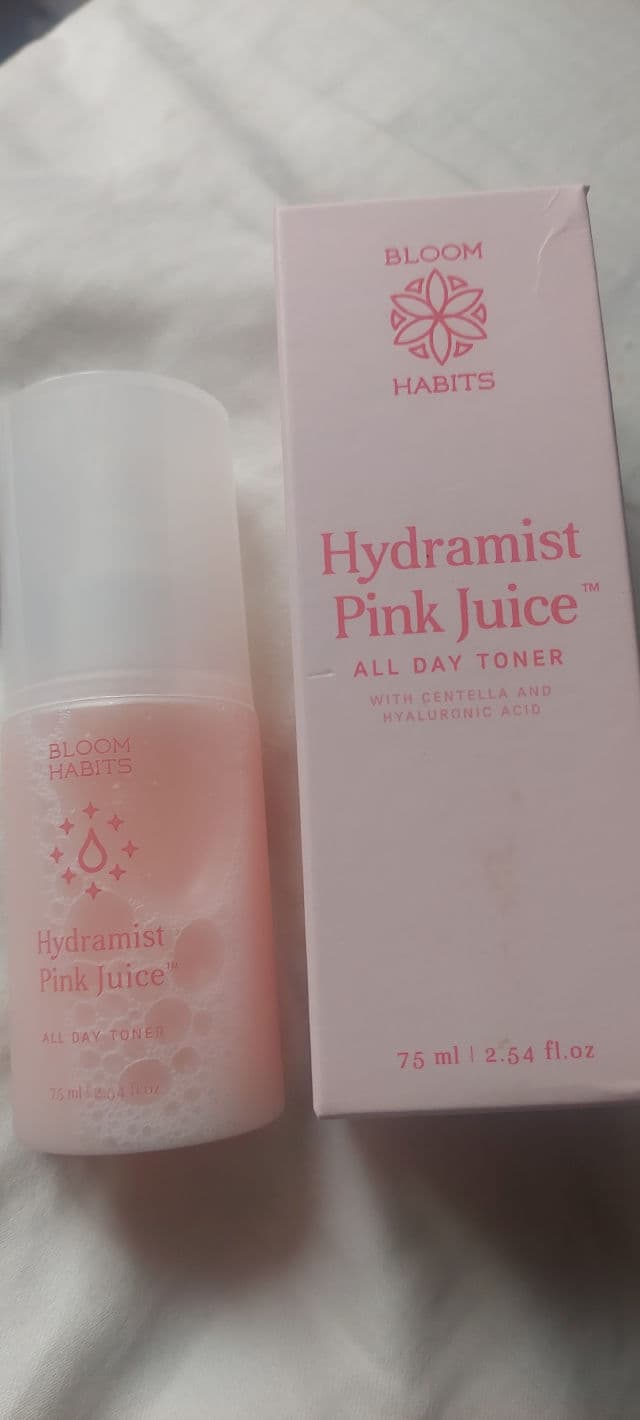 BLOOM
HABITS
Hydramist
Pink Juice™
ALL DAY TONER
WITH CENTELLA AND
HYALURONIC ACID
75 ml | 2.54 fl.oz
BLOOM
HABITS
Hydramist
Pink Juice™
ALL DAY TONER
75 ml | 2.54 fl.oz